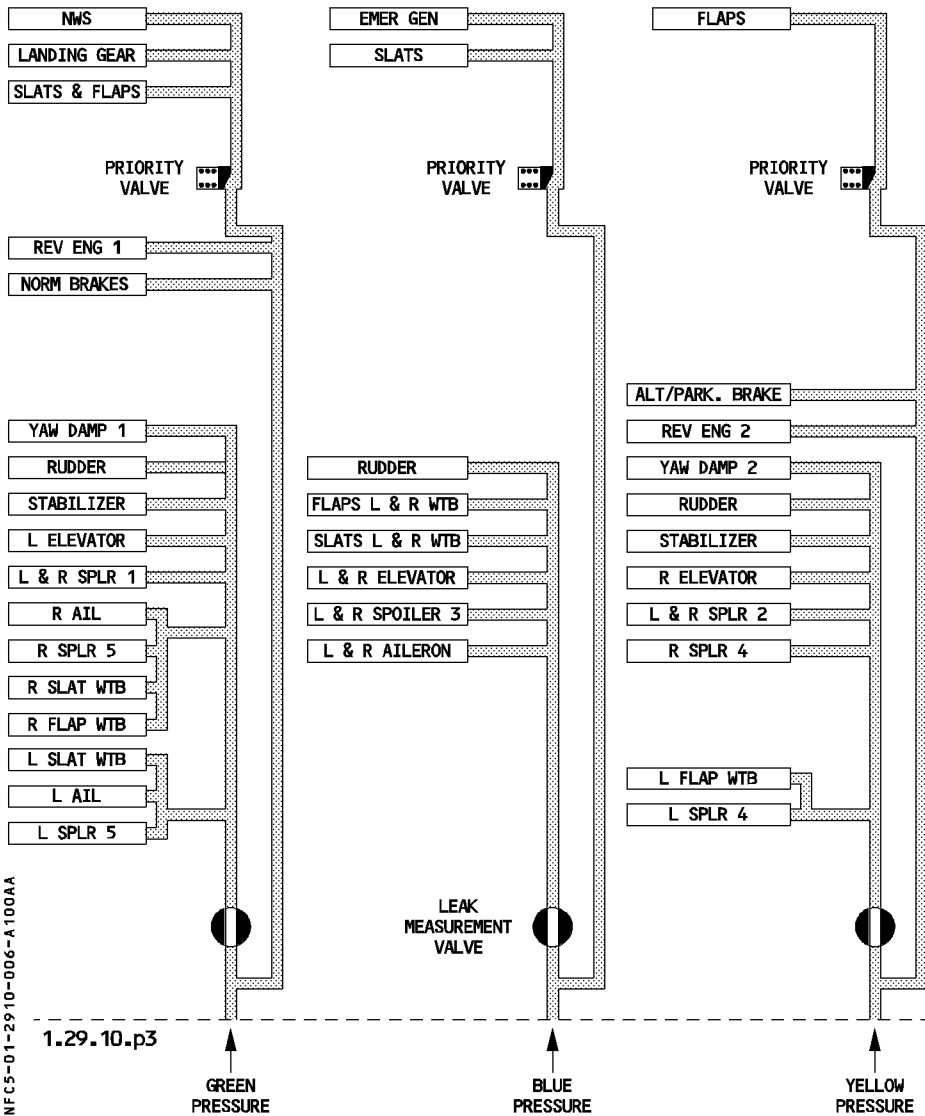 NWS
LANDING GEAR
SLATS & FLAPS
PRIORITY
VALVE
REV ENG 1
NORM BRAKES
YAW DAMP 1
RUDDER
STABILIZER
L ELEVATOR
L & R SPLR 1
R AIL
R SPLR 5
R SLAT WTB
R FLAP WTB
L SLAT WTB
L AIL
L SPLR 5
EMER GEN
SLATS
PRIORITY
VALVE
RUDDER
FLAPS L & R WTB
SLATS L & R WTB
L & R ELEVATOR
L & R SPOILER 3
L & R AILERON
LEAK
MEASUREMENT
VALVE
FLAPS
PRIORITY
VALVE
ALT/PARK. BRAKE
REV ENG 2
YAW DAMP 2
RUDDER
STABILIZER
R ELEVATOR
L & R SPLR 2
R SPLR 4
L FLAP WTB
L SPLR 4
NFC5-01-2910-006-A100AA
1.29.10.p3
GREEN
PRESSURE
BLUE
PRESSURE
YELLOW
PRESSURE